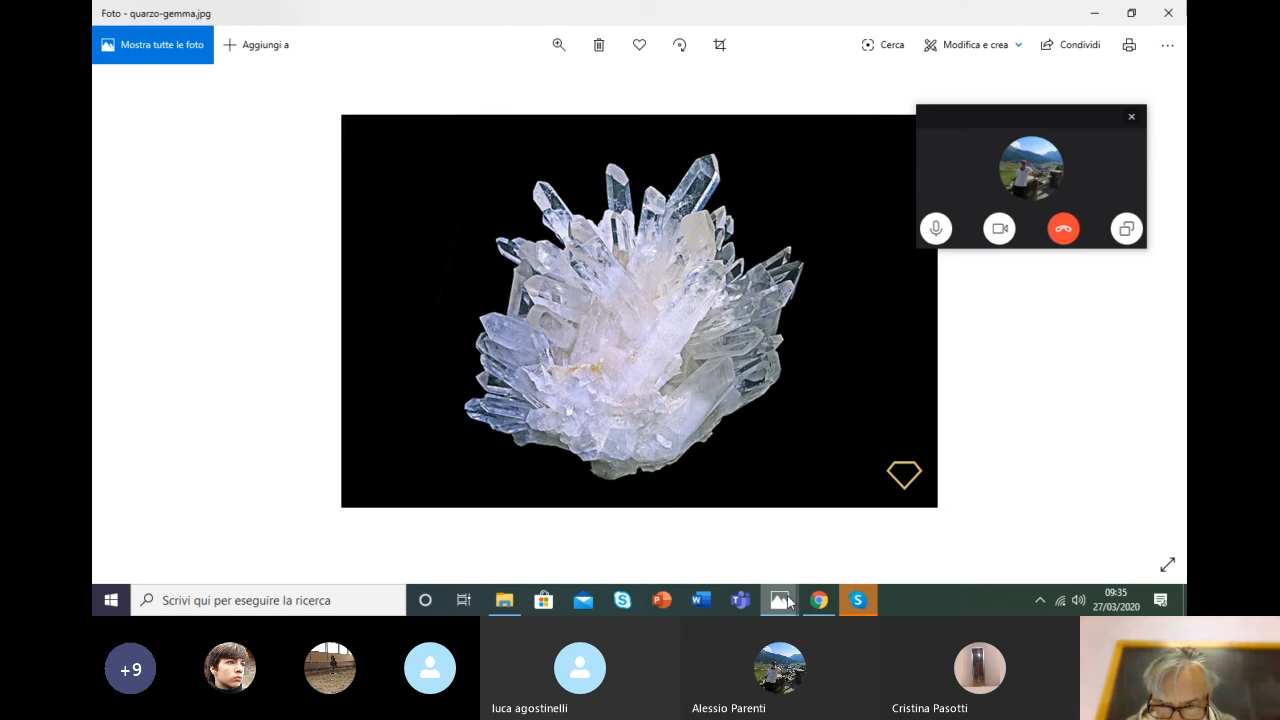 Foto - quarzo-gemma.jpg
Mostra tutte le foto
Aggiungi a
Cerca
Modifica e crea
Condividi
Scrivi qui per eseguire la ricerca
09:35
27/03/2020
+9
luca agostinelli
Alessio Parenti
Cristina Pasotti